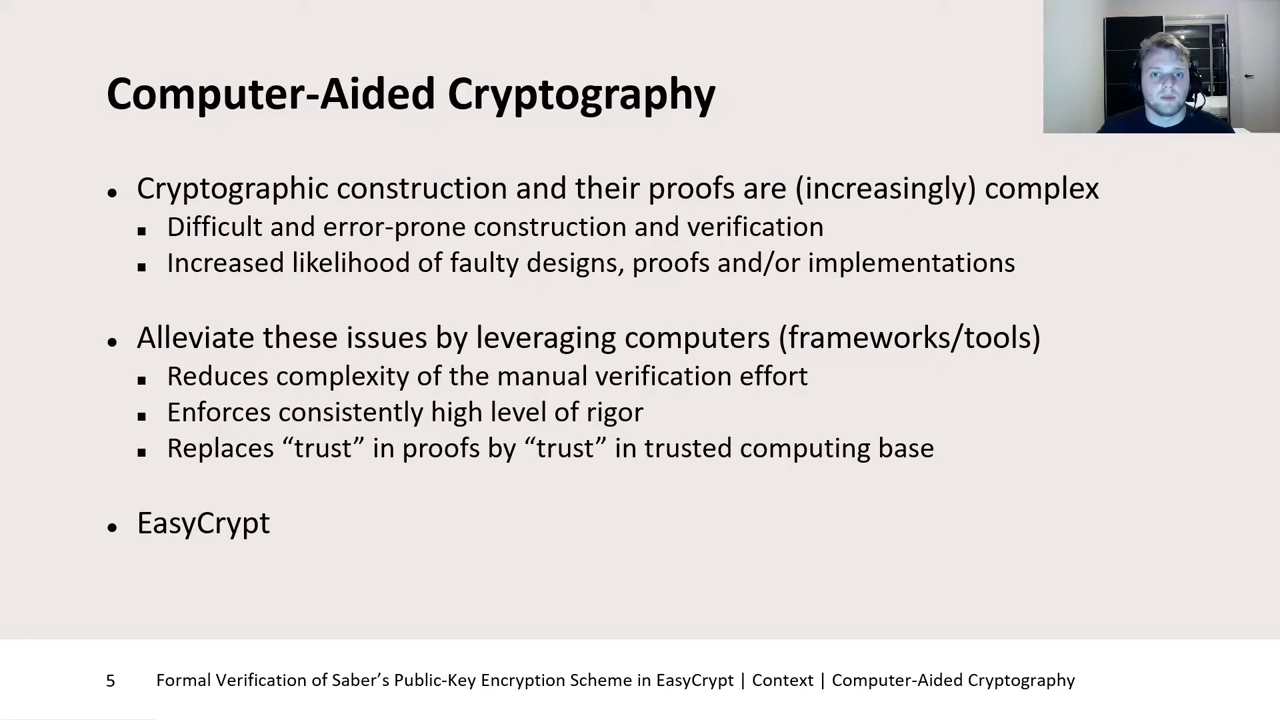 Computer-Aided Cryptography
Cryptographic construction and their proofs are (increasingly) complex
Difficult and error-prone construction and verification
Increased likelihood of faulty designs, proofs and/or implementations
Alleviate these issues by leveraging computers (frameworks/tools)
Reduces complexity of the manual verification effort
Enforces consistently high level of rigor
Replaces “trust” in proofs by “trust” in trusted computing base
EasyCrypt
5 Formal Verification of Saber’s Public-Key Encryption Scheme in EasyCrypt | Context | Computer-Aided Cryptography